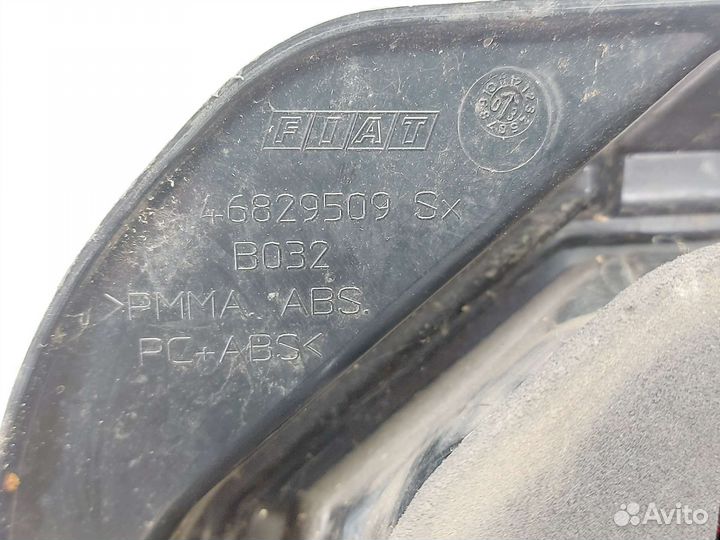 FIAT
46829509 Sx
B032
>PMMA. ABS.
PC+ABS<
Avito